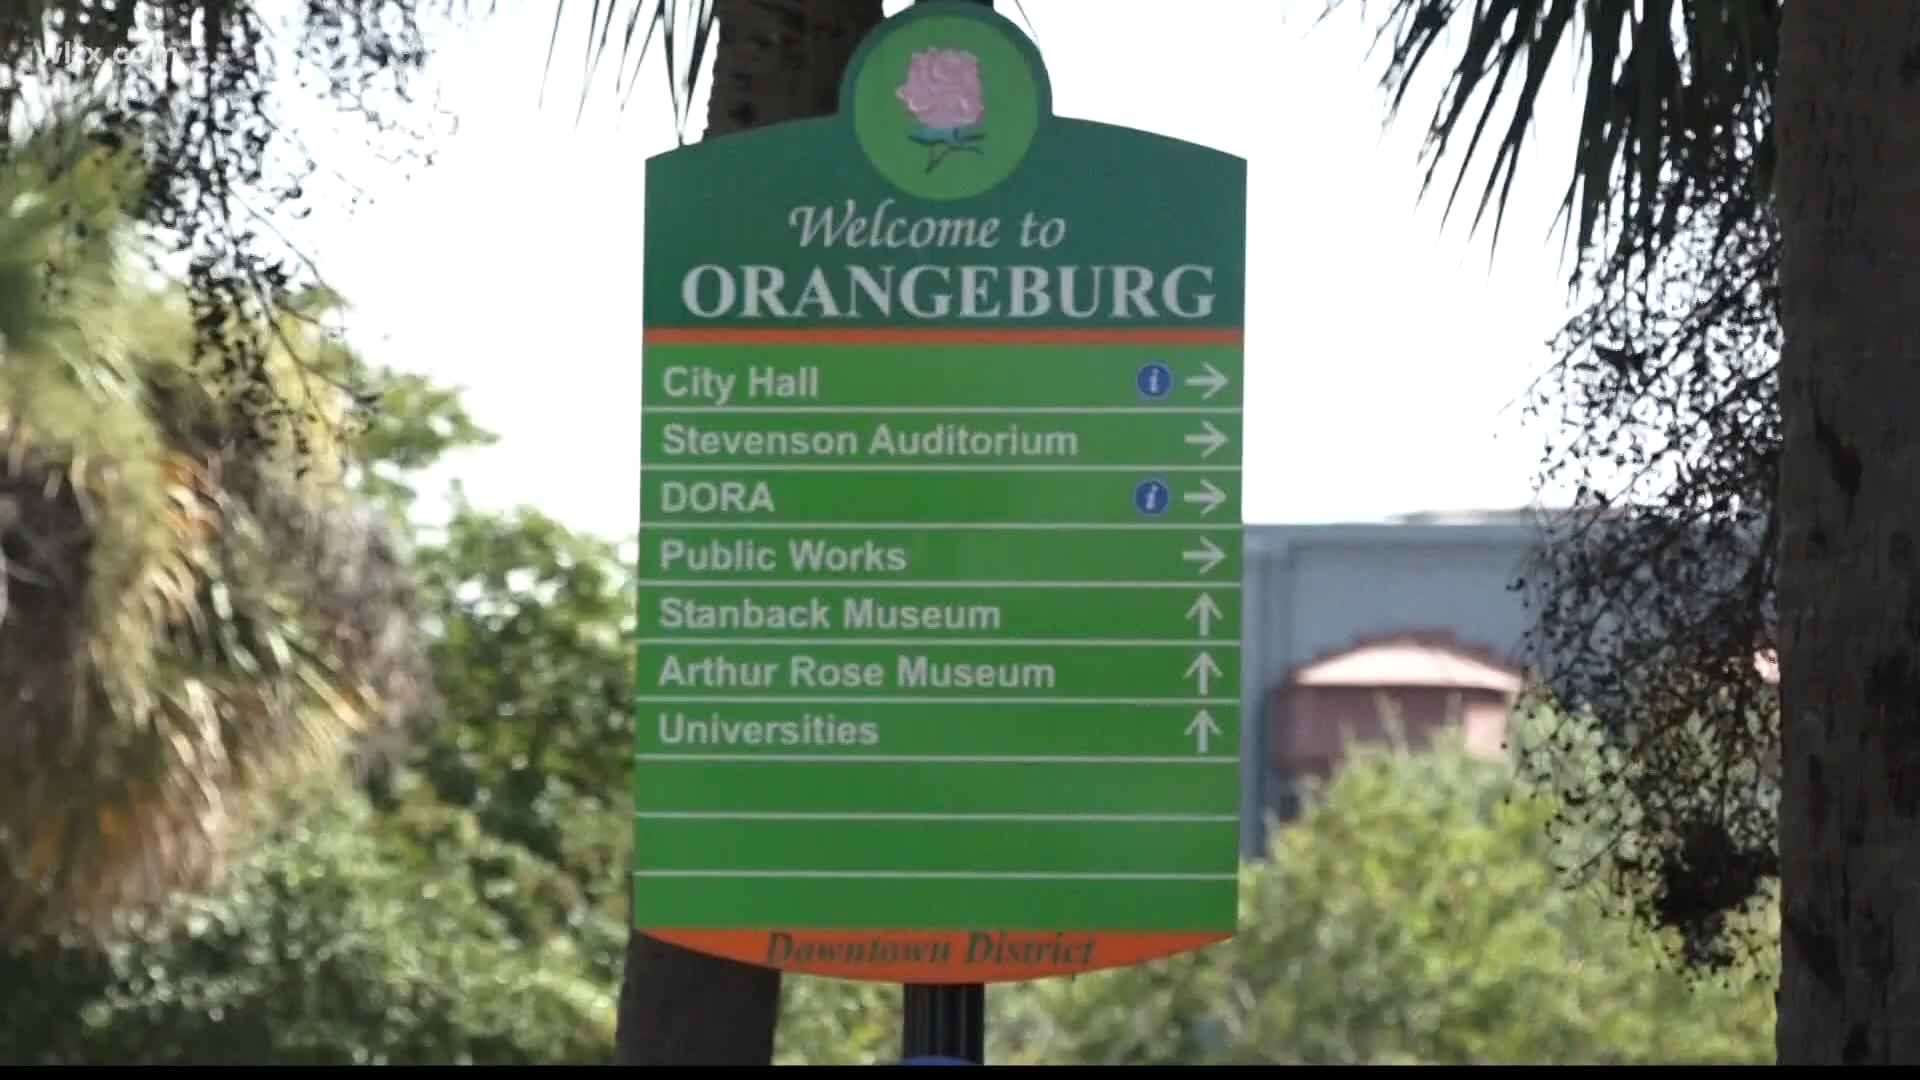 wltx.com
Welcome to
ORANGEBURG
City Hall i →
Stevenson Auditorium →
DORA i →
Public Works →
Stanback Museum ↑
Arthur Rose Museum ↑
Universities ↑
Downtown District